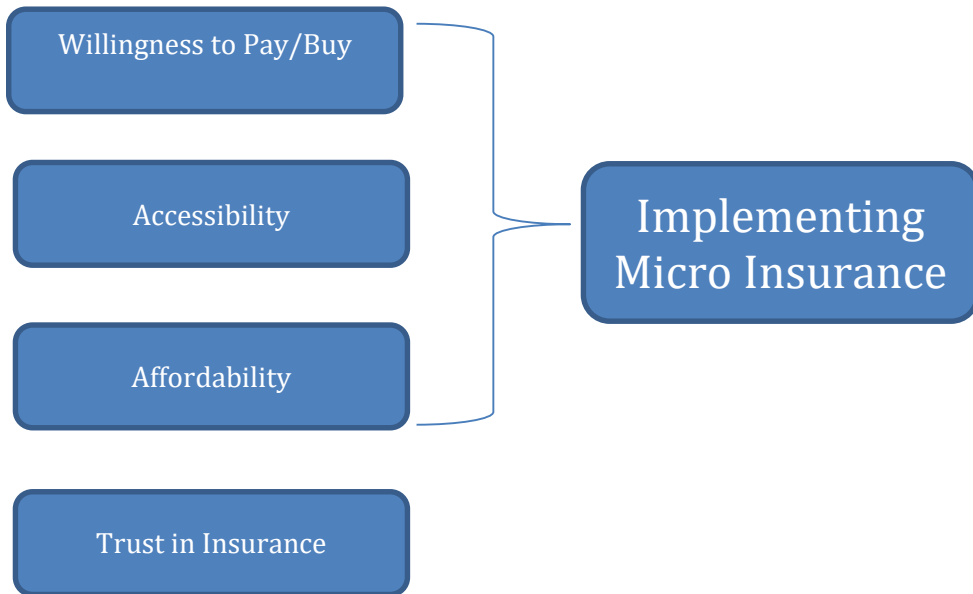 Willingness to Pay/Buy
Accessibility
Implementing
Micro Insurance
Affordability
Trust in Insurance